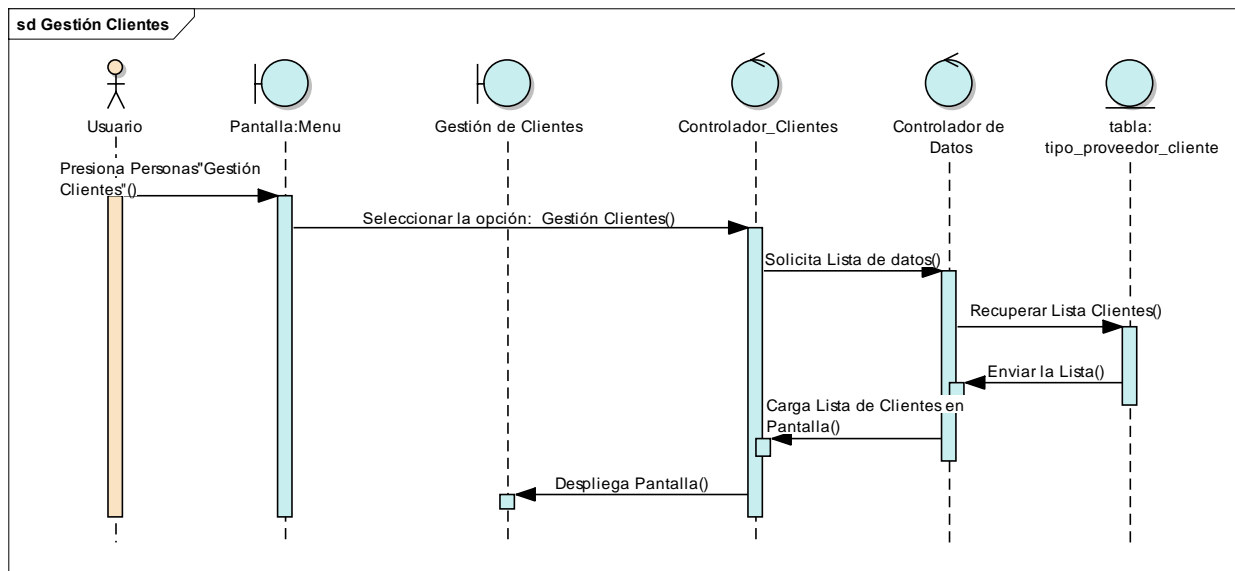 sd Gestión Clientes
Usuario
Pantalla:Menu
Gestión de Clientes
Controlador_Clientes
Controlador de
Datos
tabla:
tipo_proveedor_cliente
Presiona Personas"Gestión
Clientes"()
Seleccionar la opción:  Gestión Clientes()
Solicita Lista de datos()
Recuperar Lista Clientes()
Enviar la Lista()
Carga Lista de Clientes en
Pantalla()
Despliega Pantalla()